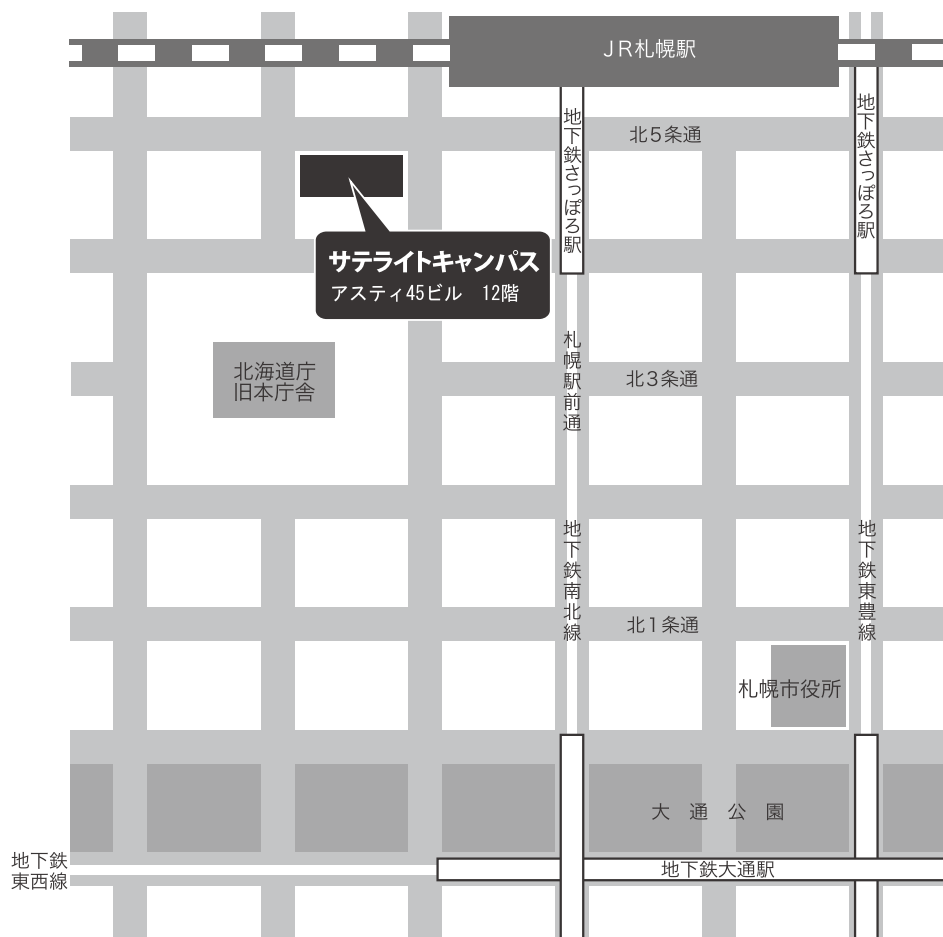 JR札幌駅
地下鉄さっぽろ駅
地下鉄さっぽろ駅
北5条通
サテライトキャンパス
アスティ45ビル　12階
北海道庁
旧本庁舎
札幌駅前通
北3条通
地下鉄南北線
地下鉄東豊線
北1条通
札幌市役所
大　通　公　園
地下鉄
東西線
地下鉄大通駅